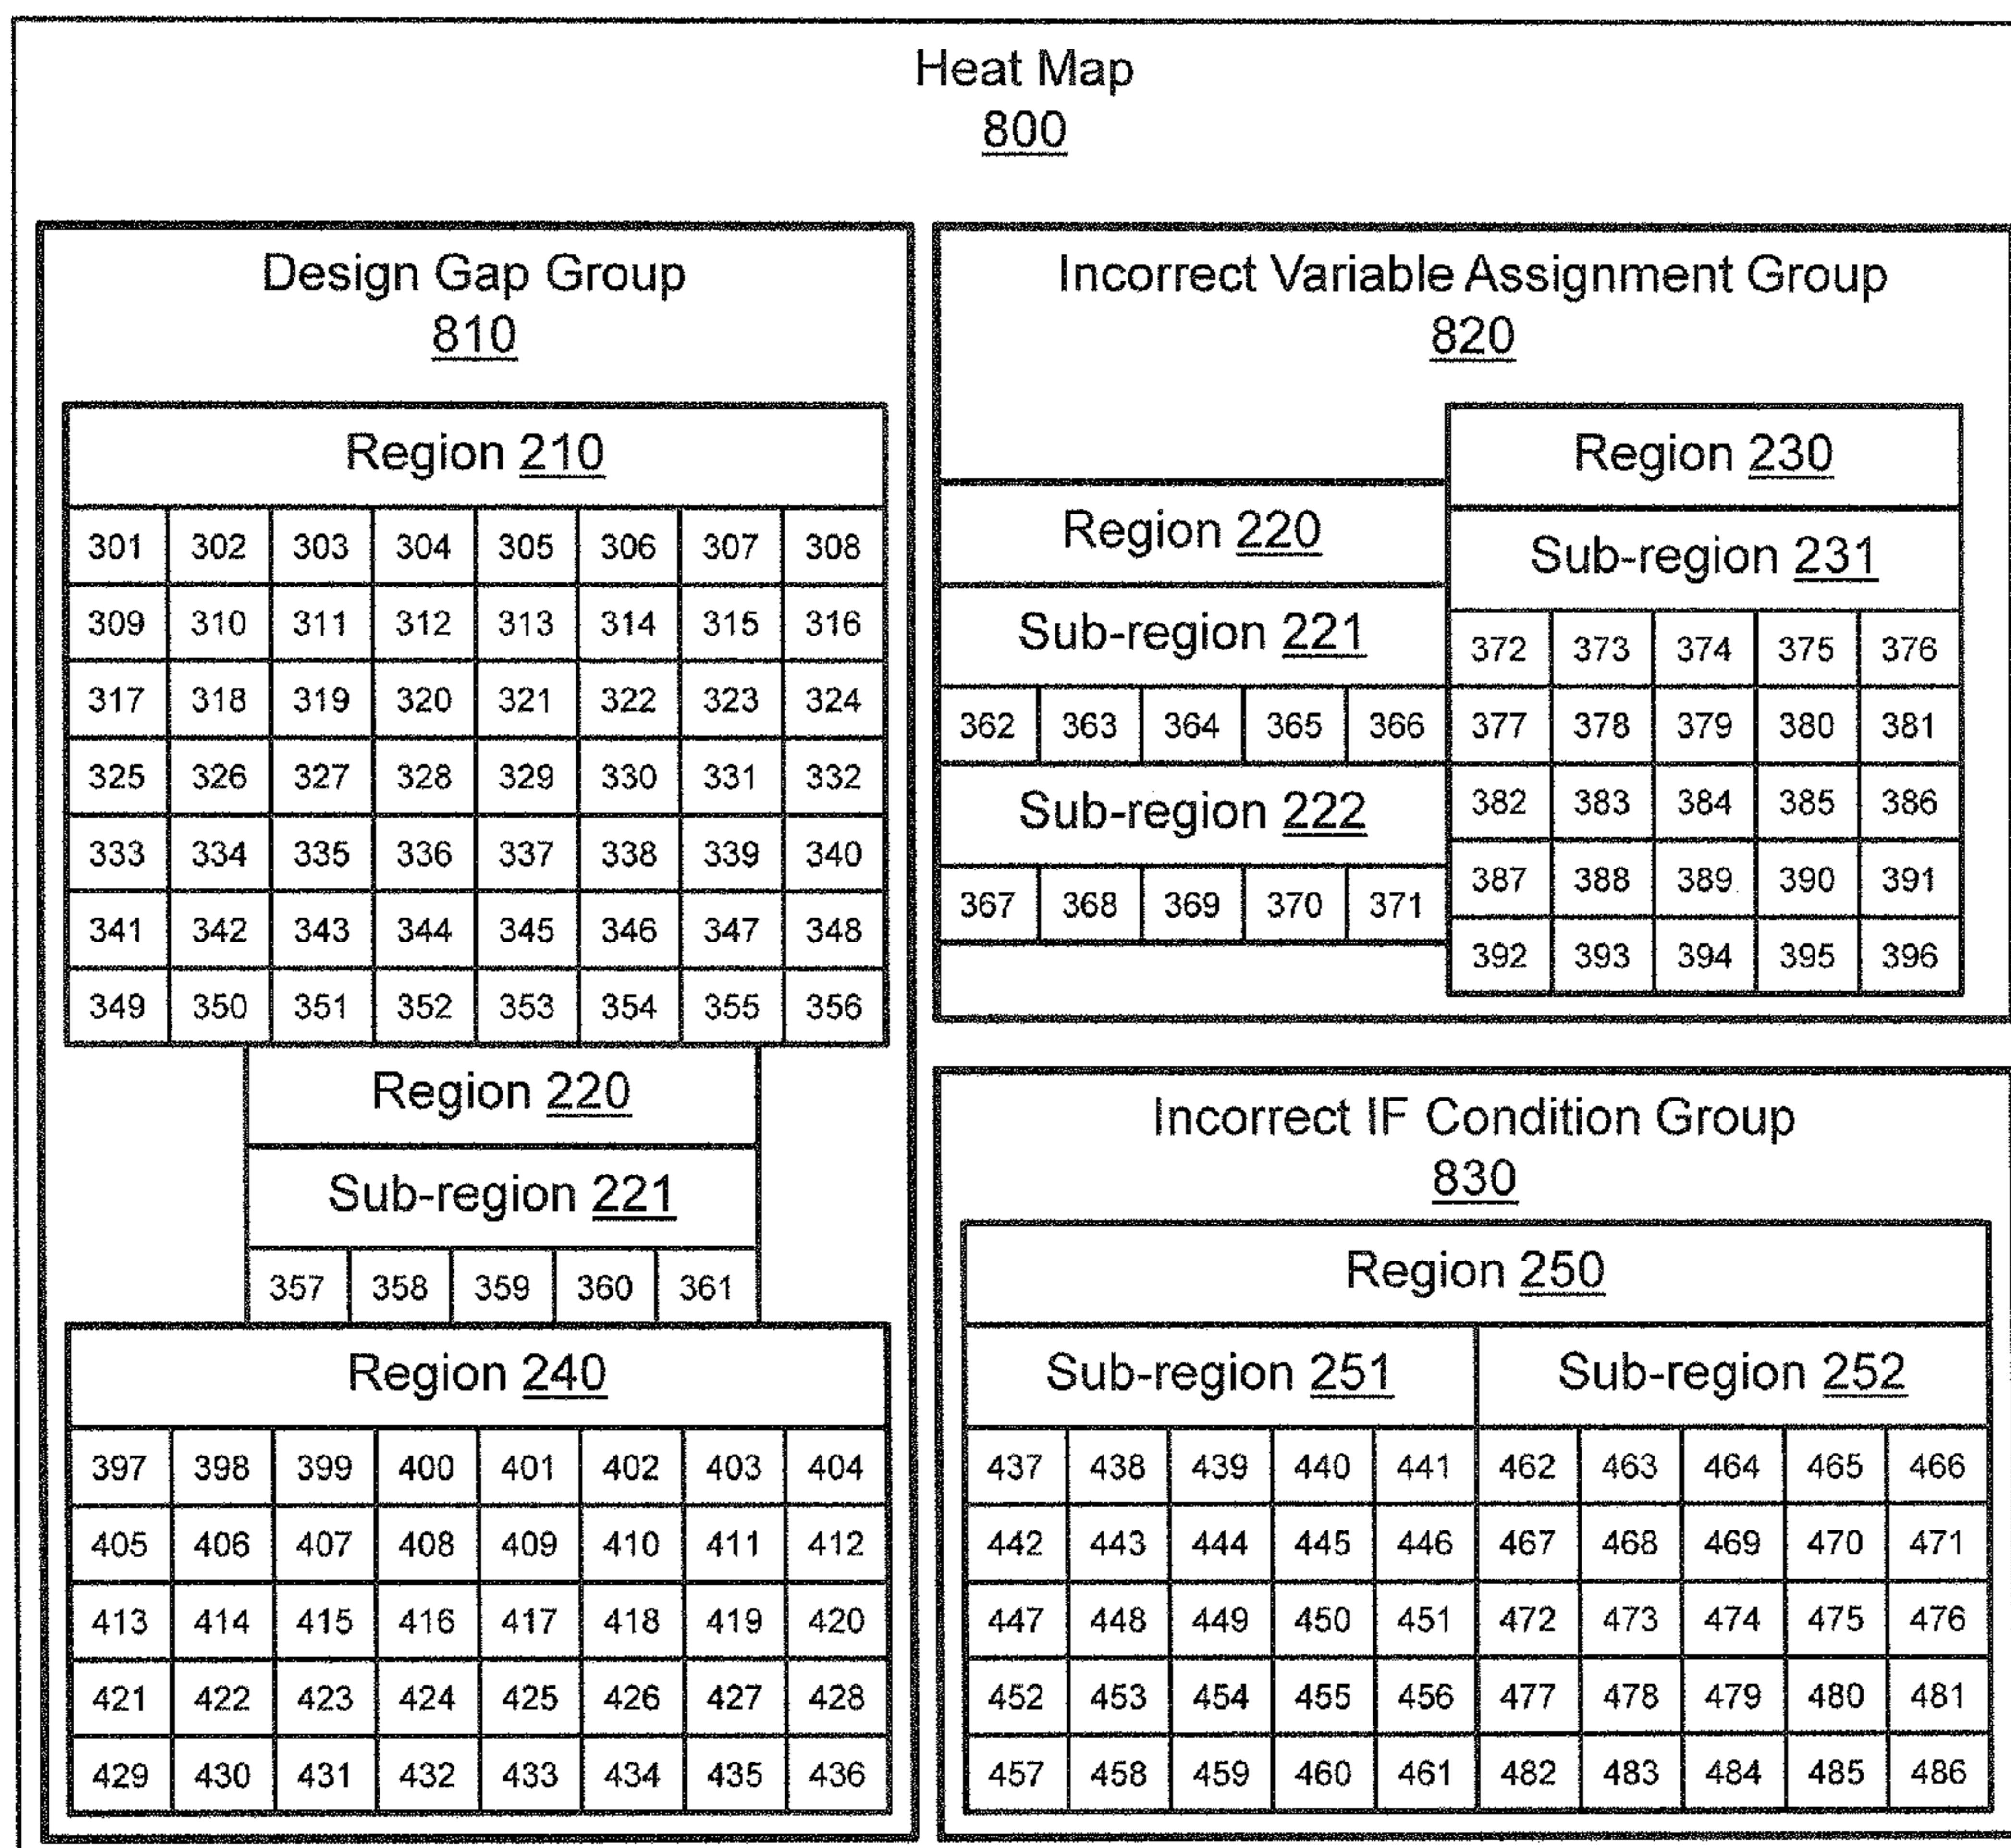 Heat Map
800
Design Gap Group
810
Region 210
301 302 303 304 305 306 307 308
309 310 311 312 313 314 315 316
317 318 319 320 321 322 323 324
325 326 327 328 329 330 331 332
333 334 335 336 337 338 339 340
341 342 343 344 345 346 347 348
349 350 351 352 353 354 355 356
Region 220
Sub-region 221
357 358 359 360 361
Region 240
397 398 399 400 401 402 403 404
405 406 407 408 409 410 411 412
413 414 415 416 417 418 419 420
421 422 423 424 425 426 427 428
429 430 431 432 433 434 435 436
Incorrect Variable Assignment Group
820
Region 220
Sub-region 221
362 363 364 365 366
Sub-region 222
367 368 369 370 371
Region 230
Sub-region 231
372 373 374 375 376
377 378 379 380 381
382 383 384 385 386
387 388 389 390 391
392 393 394 395 396
Incorrect IF Condition Group
830
Region 250
Sub-region 251
437 438 439 440 441
442 443 444 445 446
447 448 449 450 451
452 453 454 455 456
457 458 459 460 461
Sub-region 252
462 463 464 465 466
467 468 469 470 471
472 473 474 475 476
477 478 479 480 481
482 483 484 485 486